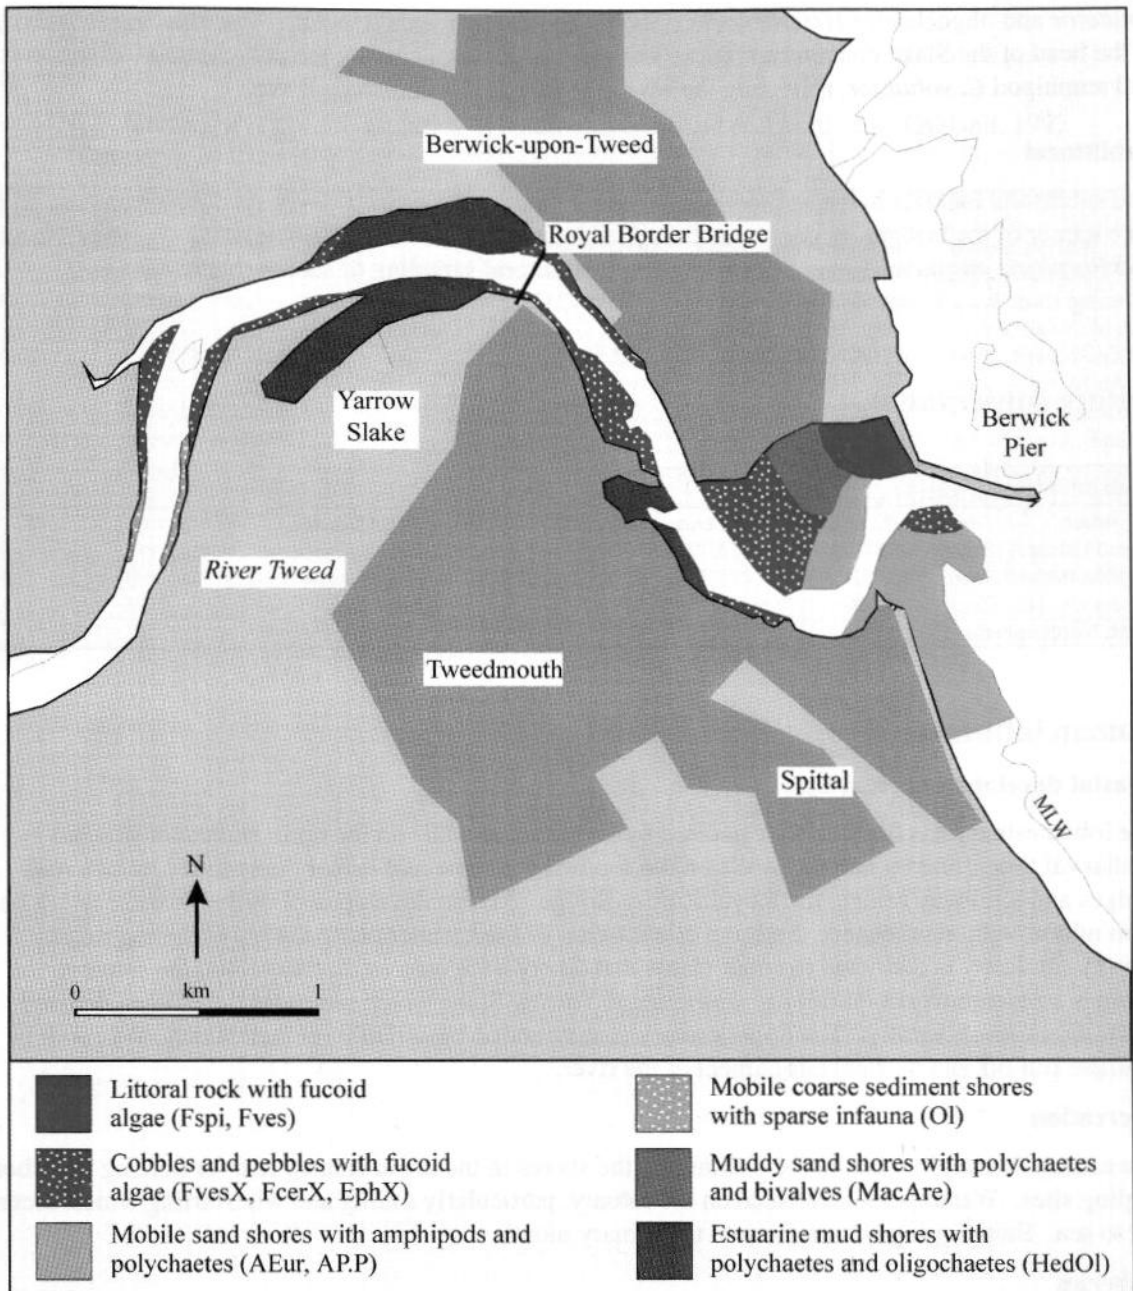 Berwick-upon-Tweed
Royal Border Bridge
Yarrow
Slake
Berwick
Pier
River Tweed
Tweedmouth
Spittal
MLW
N
0 km 1
Littoral rock with fucoid
algae (Fspi, Fves)
Cobbles and pebbles with fucoid
algae (FvesX, FcerX, EphX)
Mobile sand shores with amphipods and
polychaetes (AEur, AP.P)
Mobile coarse sediment shores
with sparse infauna (Ol)
Muddy sand shores with polychaetes
and bivalves (MacAre)
Estuarine mud shores with
polychaetes and oligochaetes (HedOl)